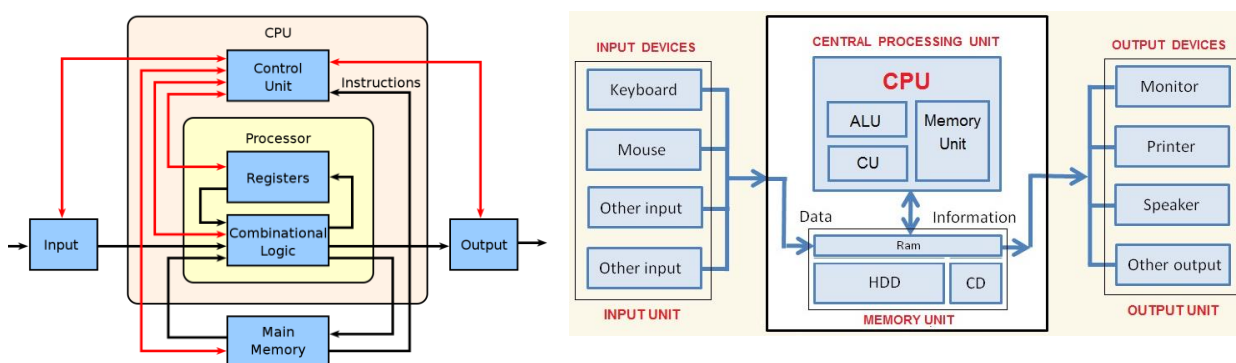 CPU
Control
Unit
Instructions
Processor
Registers
Combinational
Logic
Input
Output
Main
Memory
INPUT DEVICES
Keyboard
Mouse
Other input
Other input
INPUT UNIT
CENTRAL PROCESSING UNIT
CPU
ALU
CU
Memory
Unit
Data
Information
Ram
HDD
CD
MEMORY UNIT
OUTPUT DEVICES
Monitor
Printer
Speaker
Other output
OUTPUT UNIT